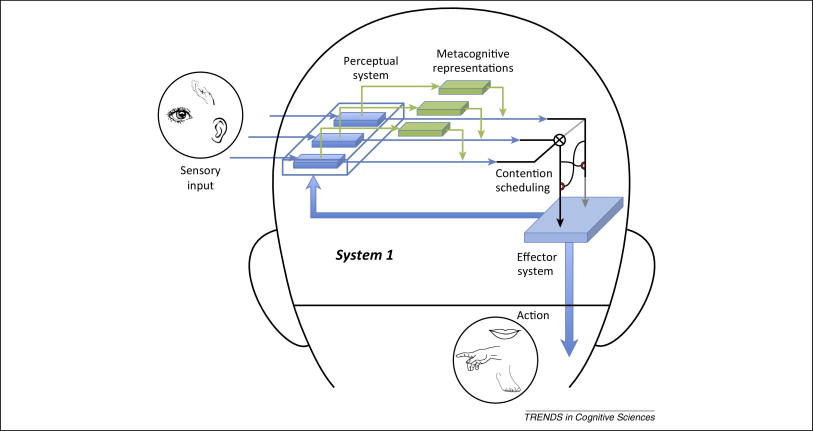 Metacognitive
representations
Perceptual
system
Sensory
input
Contention
scheduling
System 1
Effector
system
Action
TRENDS in Cognitive Sciences